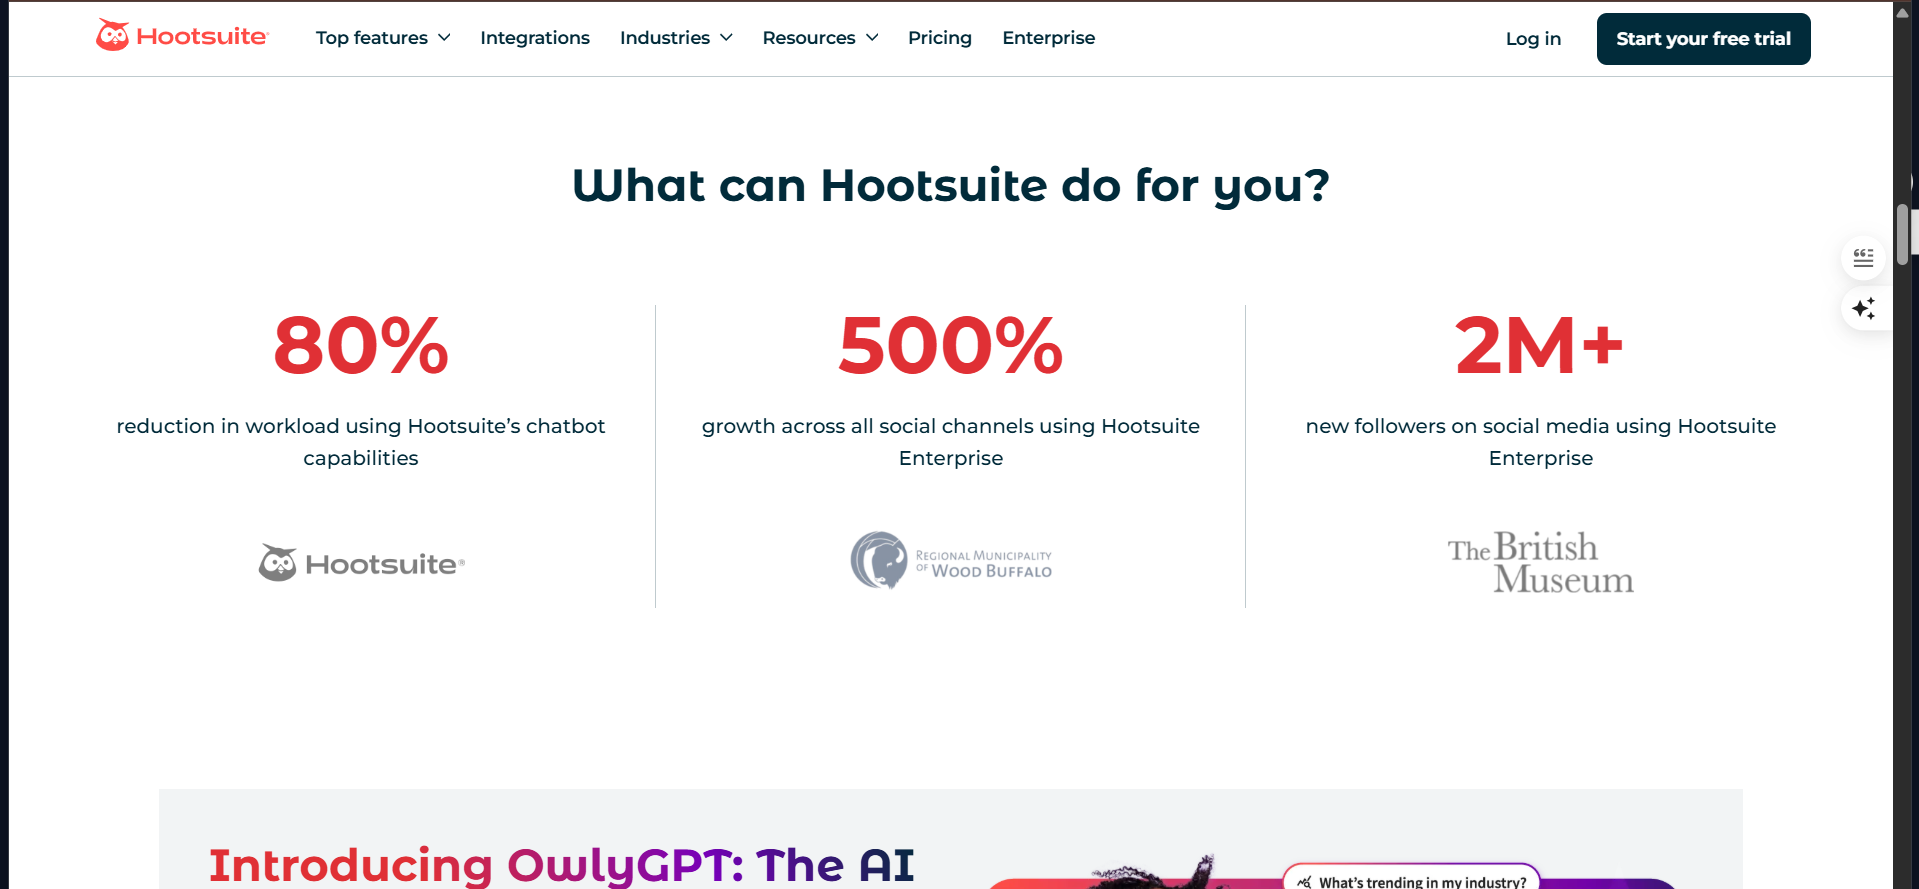 Hootsuite®
Top features
Integrations
Industries
Resources
Pricing
Enterprise
Log in
Start your free trial
What can Hootsuite do for you?
80%
reduction in workload using Hootsuite’s chatbot
capabilities
Hootsuite®
500%
growth across all social channels using Hootsuite
Enterprise
REGIONAL MUNICIPALITY
OF WOOD BUFFALO
2M+
new followers on social media using Hootsuite
Enterprise
The British
Museum
Introducing OwlyGPT: The AI
What’s trending in my industry?